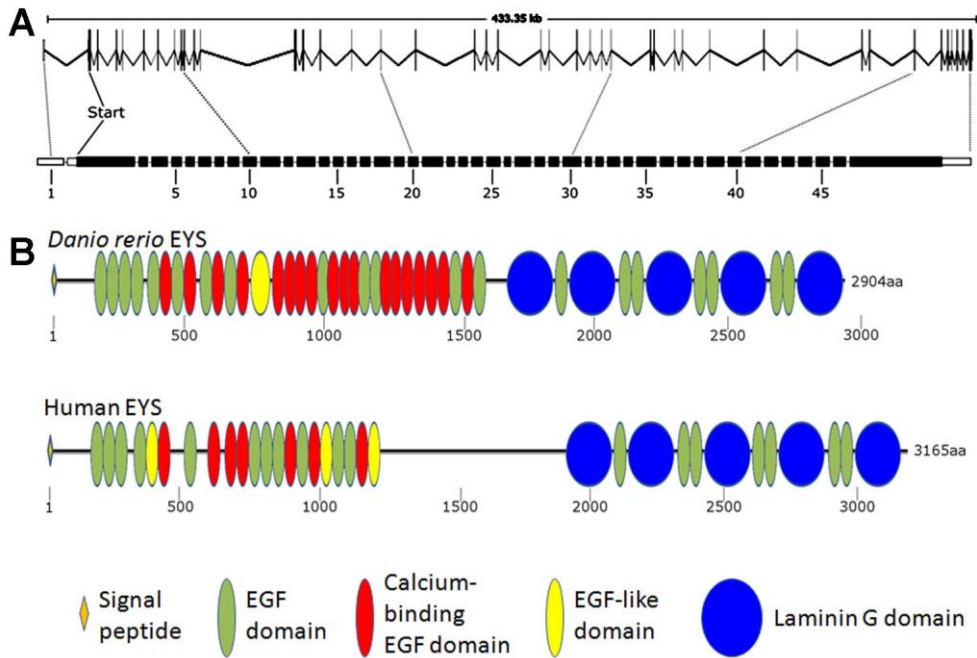 A
433.35 kb
Start
1 5 10 15 20 25 30 35 40 45
B
Danio rerio EYS
2904aa
1 500 1000 1500 2000 2500 3000
Human EYS
3165aa
1 500 1000 1500 2000 2500 3000
Signal
peptide
EGF
domain
Calcium-
binding
EGF domain
EGF-like
domain
Laminin G domain